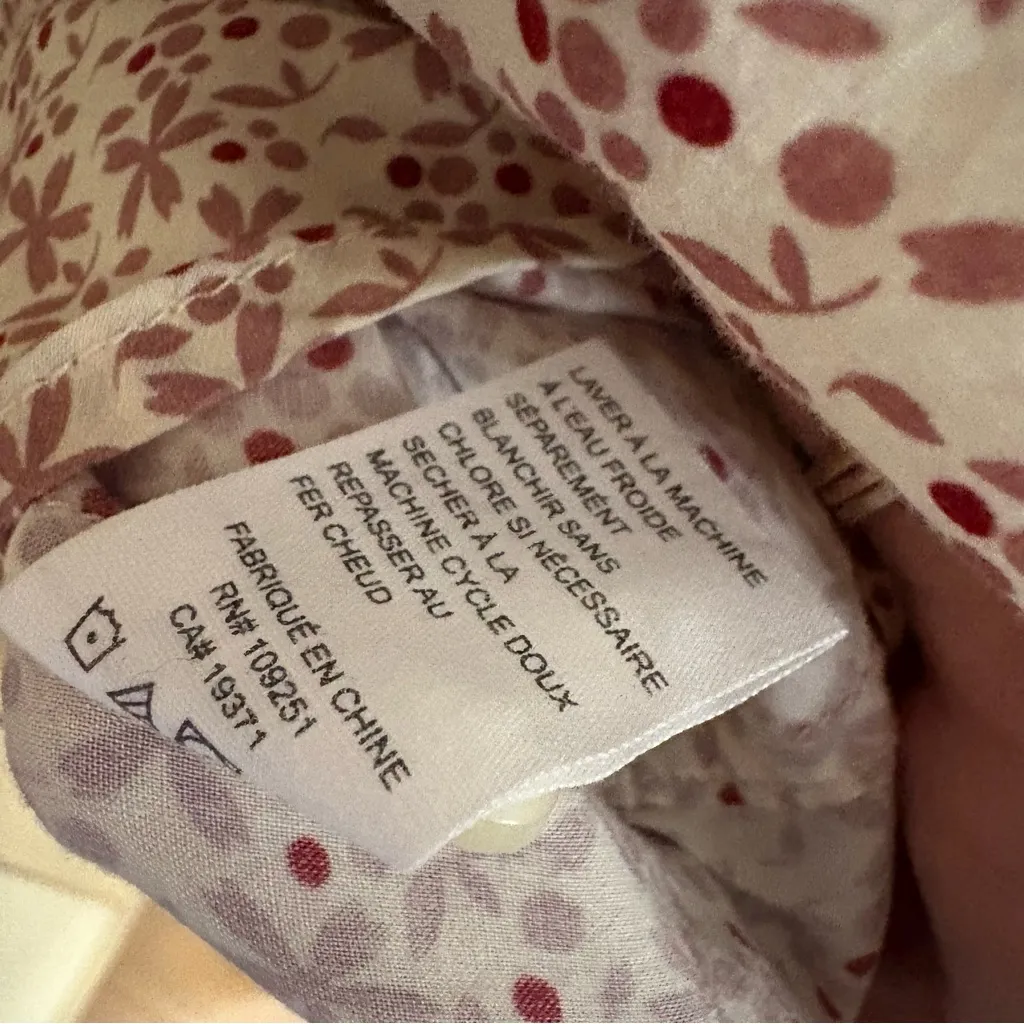 LAVER À LA MACHINE
À L'EAU FROIDE
SÉPARÉMENT
BLANCHIR SANS
CHLORE SI NÉCESSAIRE
SECHER À LA
MACHINE CYCLE DOUX
REPASSER AU
FER CHEUD
FABRIQUÉ EN CHINE
RN# 109251
CA# 19371